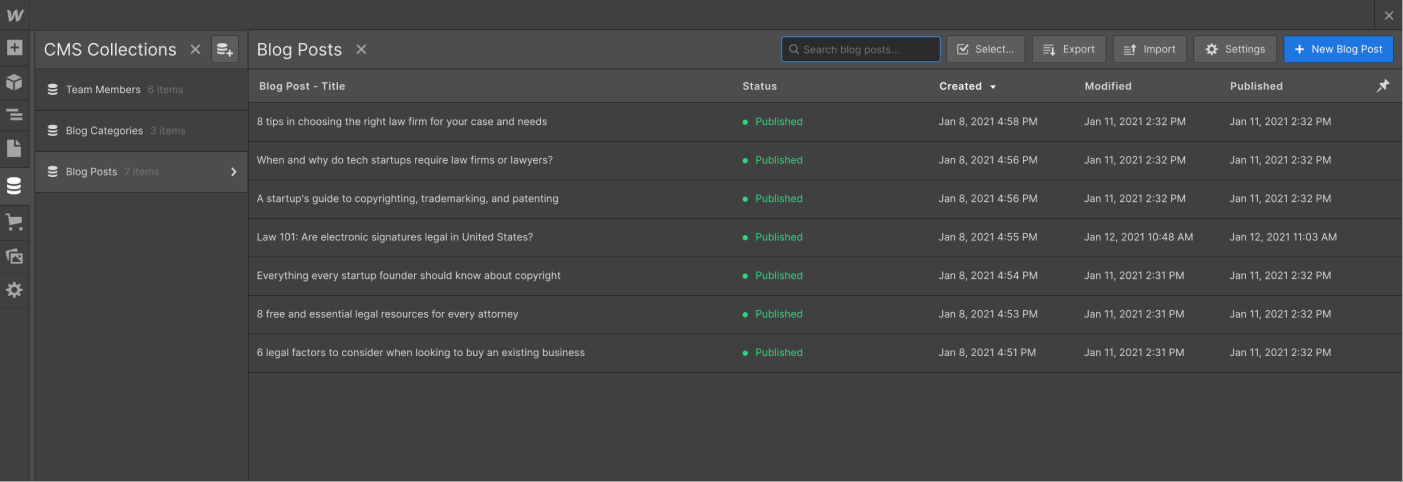 W
CMS Collections
Team Members 6 items
Blog Categories 3 items
Blog Posts 7 items
Blog Posts
Search blog posts...
Select...
Export
Import
Settings
+ New Blog Post
Blog Post - Title Status Created Modified Published
8 tips in choosing the right law firm for your case and needs Published Jan 8, 2021 4:58 PM Jan 11, 2021 2:32 PM Jan 11, 2021 2:32 PM
When and why do tech startups require law firms or lawyers? Published Jan 8, 2021 4:56 PM Jan 11, 2021 2:32 PM Jan 11, 2021 2:32 PM
A startup's guide to copyrighting, trademarking, and patenting Published Jan 8, 2021 4:56 PM Jan 11, 2021 2:32 PM Jan 11, 2021 2:32 PM
Law 101: Are electronic signatures legal in United States? Published Jan 8, 2021 4:55 PM Jan 12, 2021 10:48 AM Jan 12, 2021 11:03 AM
Everything every startup founder should know about copyright Published Jan 8, 2021 4:54 PM Jan 11, 2021 2:31 PM Jan 11, 2021 2:32 PM
8 free and essential legal resources for every attorney Published Jan 8, 2021 4:53 PM Jan 11, 2021 2:31 PM Jan 11, 2021 2:32 PM
6 legal factors to consider when looking to buy an existing business Published Jan 8, 2021 4:51 PM Jan 11, 2021 2:31 PM Jan 11, 2021 2:32 PM